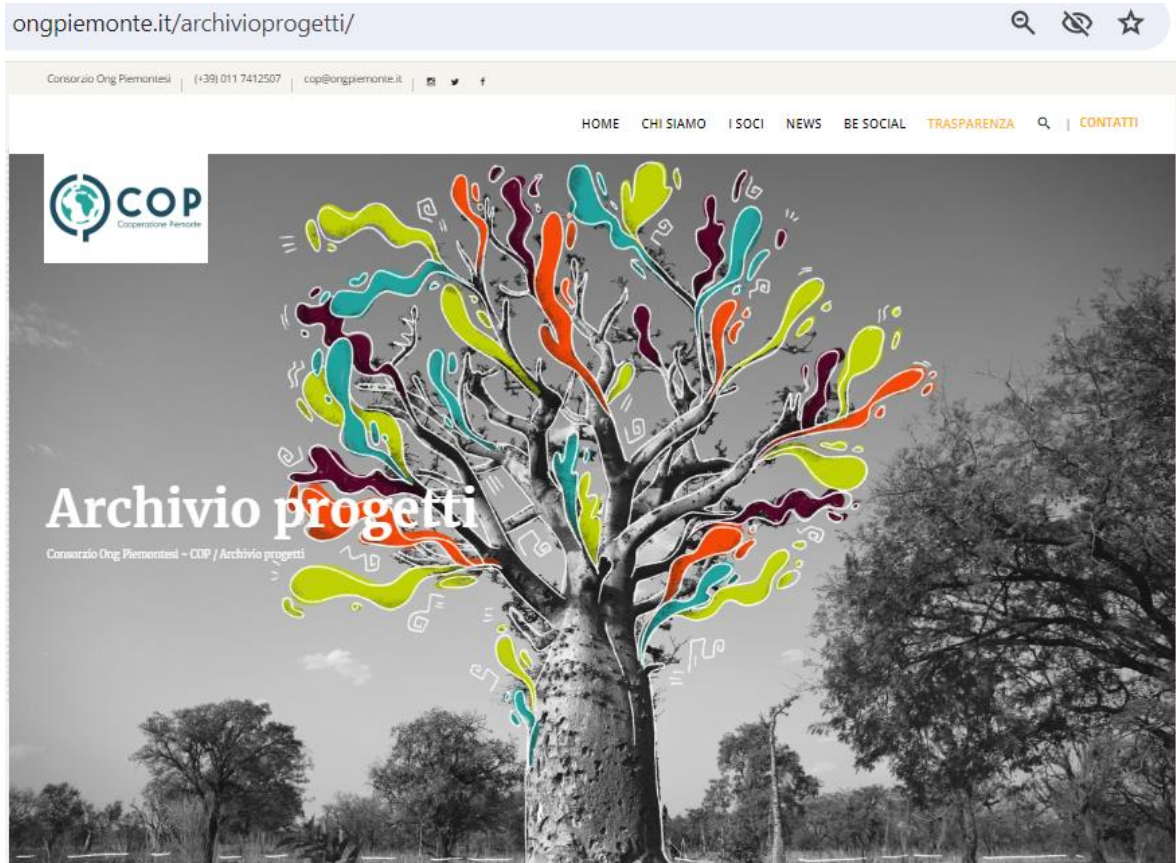 ongpiemonte.it/archivioprogetti/
Consorzio Ong Piemontesi | (+39) 011 7412507 | cop@ongpiemonte.it |
HOME CHI SIAMO I SOCI NEWS BE SOCIAL TRASPARENZA | CONTATTI
COP
Cooperazione Piemonte
Archivio progetti
Consorzio Ong Piemontesi – COP / Archivio progetti